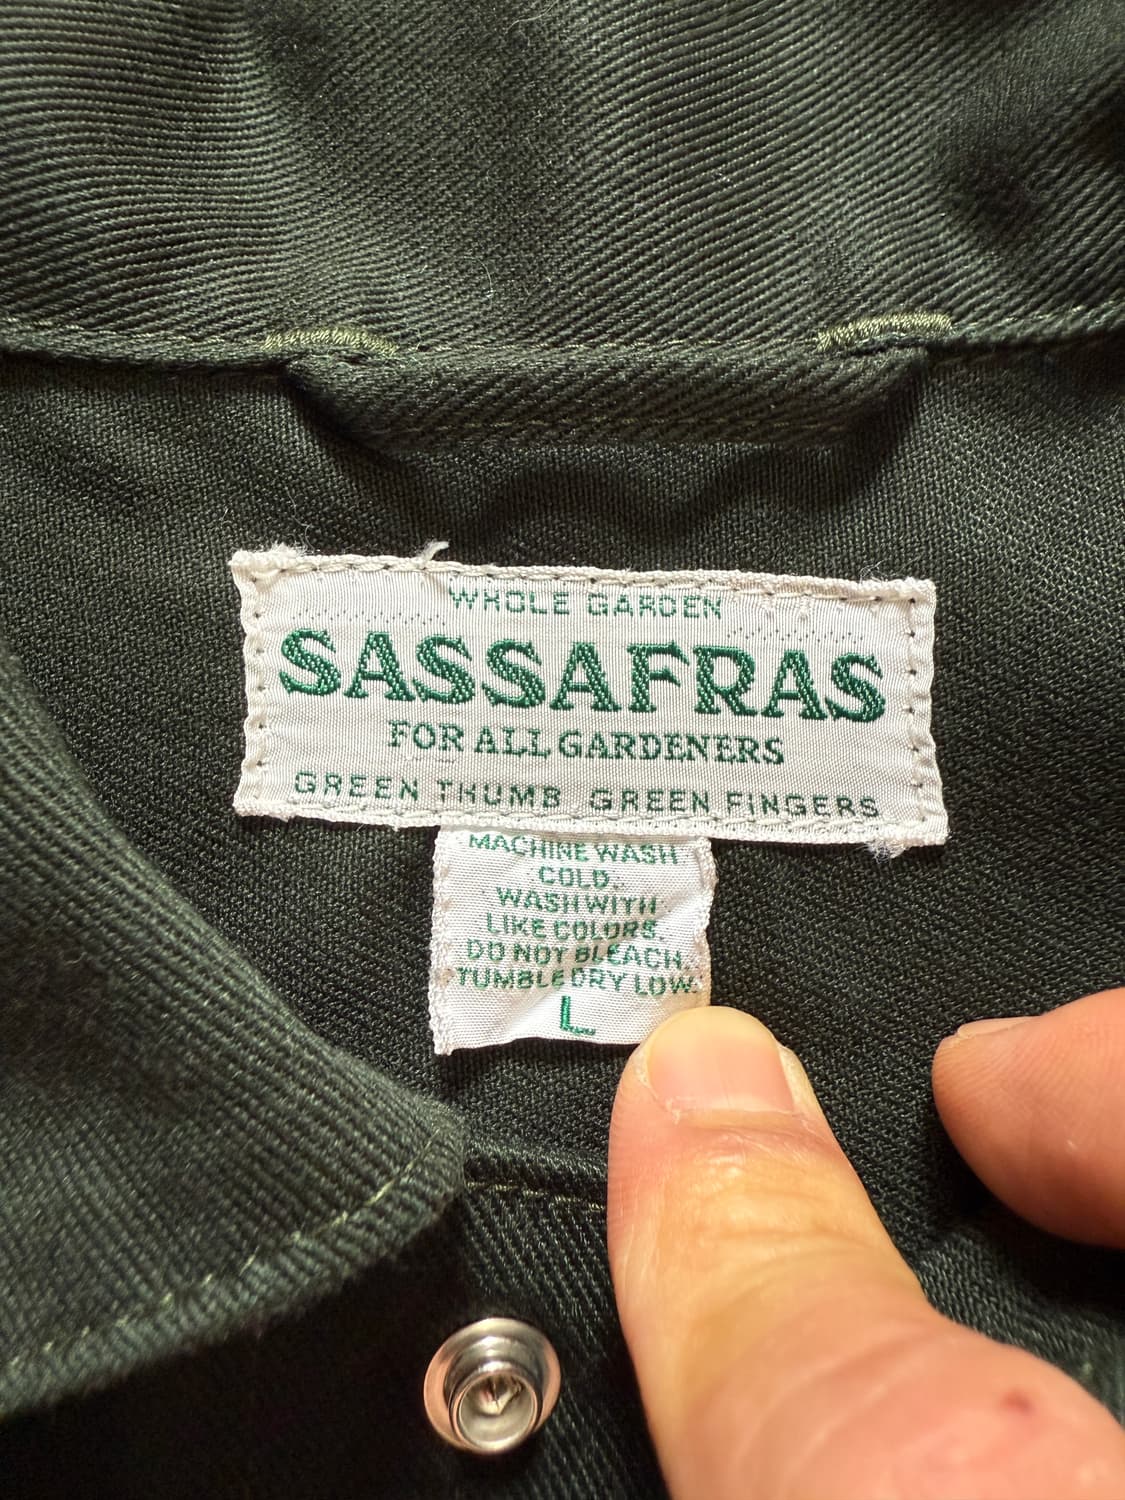 WHOLE GARDEN
SASSAFRAS
FOR ALL GARDENERS
GREEN THUMB GREEN FINGERS
MACHINE WASH
COLD.
WASH WITH
LIKE COLORS.
DO NOT BLEACH.
TUMBLE DRY LOW.
L